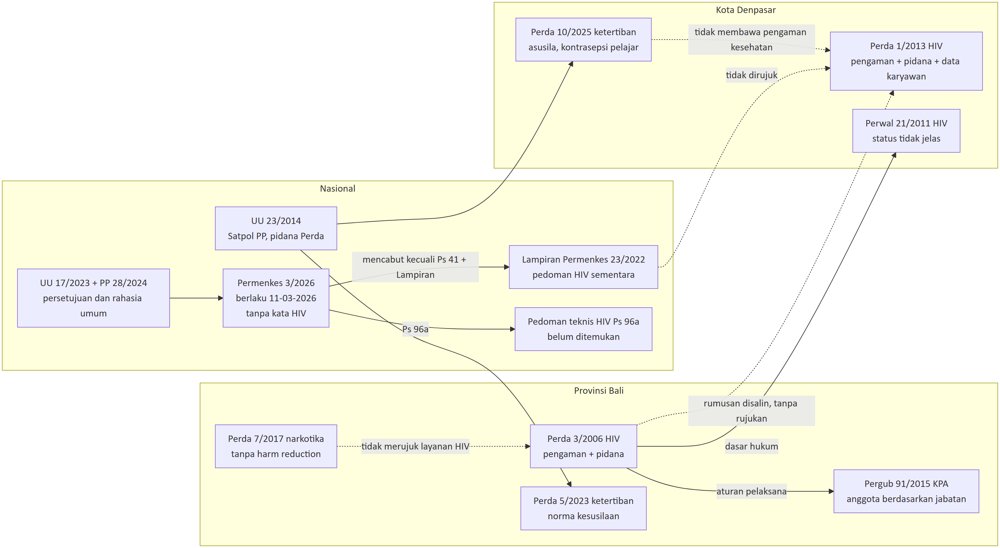 Kota Denpasar
Perda 10/2025 ketertiban
asusila, kontrasepsi pelajar
tidak membawa pengaman
kesehatan
Perda 1/2013 HIV
pengaman + pidana + data
karyawan
tidak dirujuk
Perwal 21/2011 HIV
status tidak jelas
Nasional
UU 23/2014
Satpol PP, pidana Perda
mencabut kecuali Ps 41 +
Lampiran
Lampiran Permenkes 23/2022
pedoman HIV sementara
UU 17/2023 + PP 28/2024
persetujuan dan rahasia
umum
Permenkes 3/2026
berlaku 11-03-2026
tanpa kata HIV
Ps 96a
Pedoman teknis HIV Ps 96a
belum ditemukan
Provinsi Bali
rumusan disalin, tanpa
rujukan
Perda 7/2017 narkotika
tanpa harm reduction
tidak merujuk layanan HIV
Perda 3/2006 HIV
pengaman + pidana
dasar hukum
Perda 5/2023 ketertiban
norma kesusilaan
aturan pelaksana
Pergub 91/2015 KPA
anggota berdasarkan jabatan